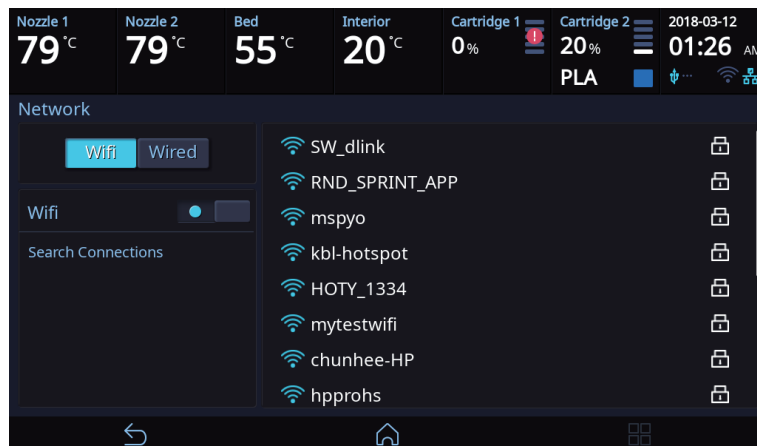 Nozzle 1 Nozzle 2 Bed Interior Cartridge 1 Cartridge 2 2018-03-12
79°C 79°C 55°C 20°C 0% ! 20% 01:26 AM
PLA
Network
Wifi Wired
Wifi
Search Connections
SW_dlink
RND_SPRINT_APP
mspyo
kbl-hotspot
HOTY_1334
mytestwifi
chunhee-HP
hpprohs